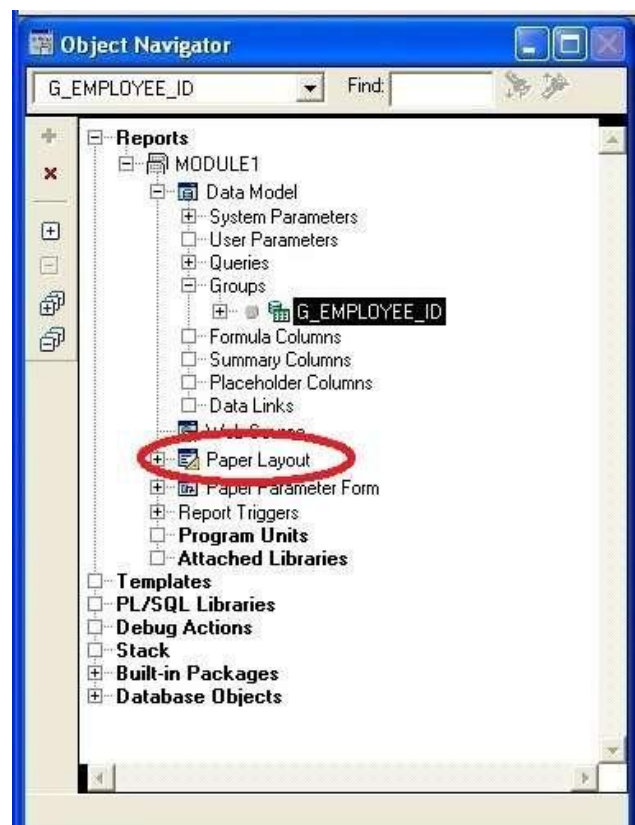 Object Navigator
G_EMPLOYEE_ID Find:
Reports
MODULE1
Data Model
System Parameters
User Parameters
Queries
Groups
G_EMPLOYEE_ID
Formula Columns
Summary Columns
Placeholder Columns
Data Links
Web Source
Paper Layout
Paper Parameter Form
Report Triggers
Program Units
Attached Libraries
Templates
PL/SQL Libraries
Debug Actions
Stack
Built-in Packages
Database Objects